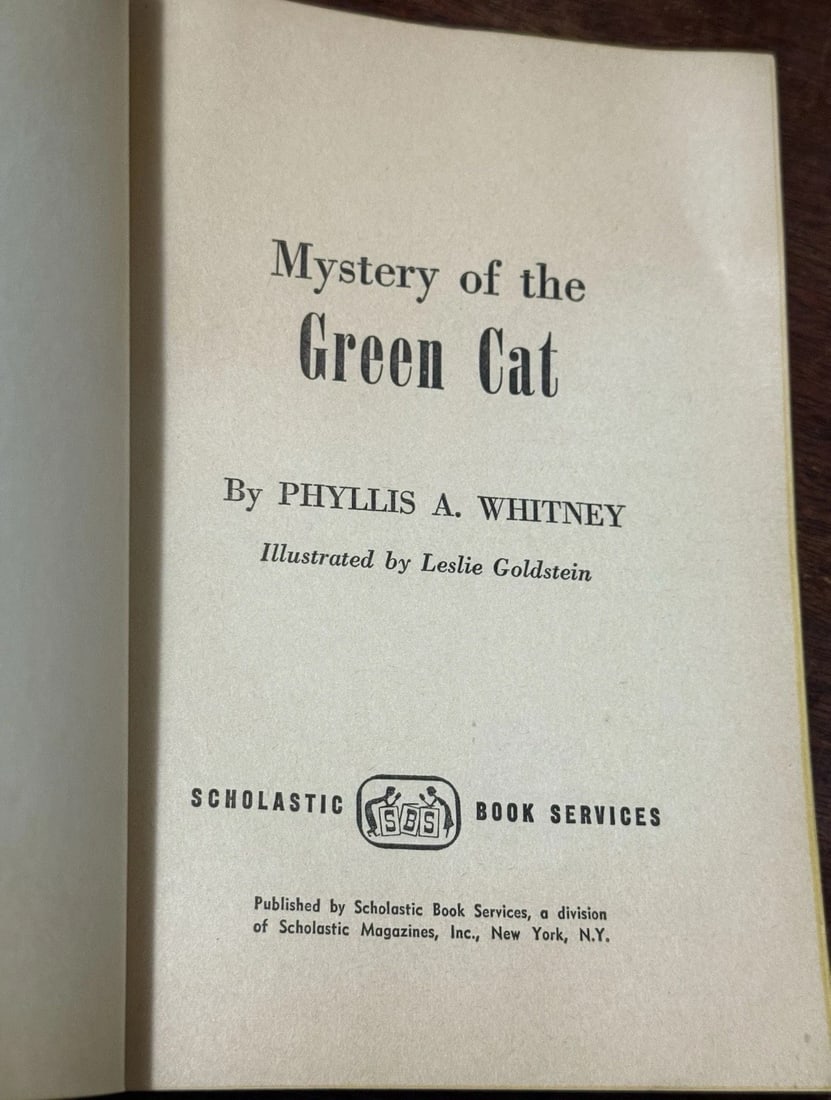 Mystery of the
Green Cat
By PHYLLIS A. WHITNEY
Illustrated by Leslie Goldstein
SCHOLASTIC SBS BOOK SERVICES
Published by Scholastic Book Services, a division
of Scholastic Magazines, Inc., New York, N.Y.